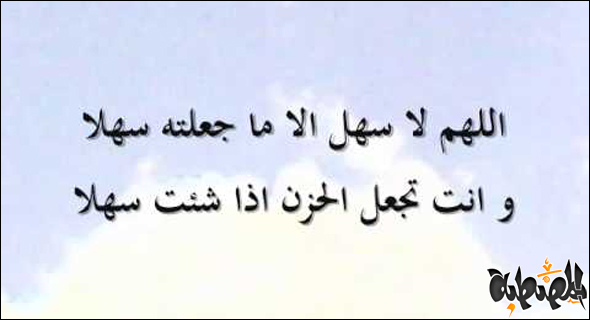 اللهم لا سهل الا ما جعلته سهلا
و انت تجعل الحزن اذا شئت سهلا